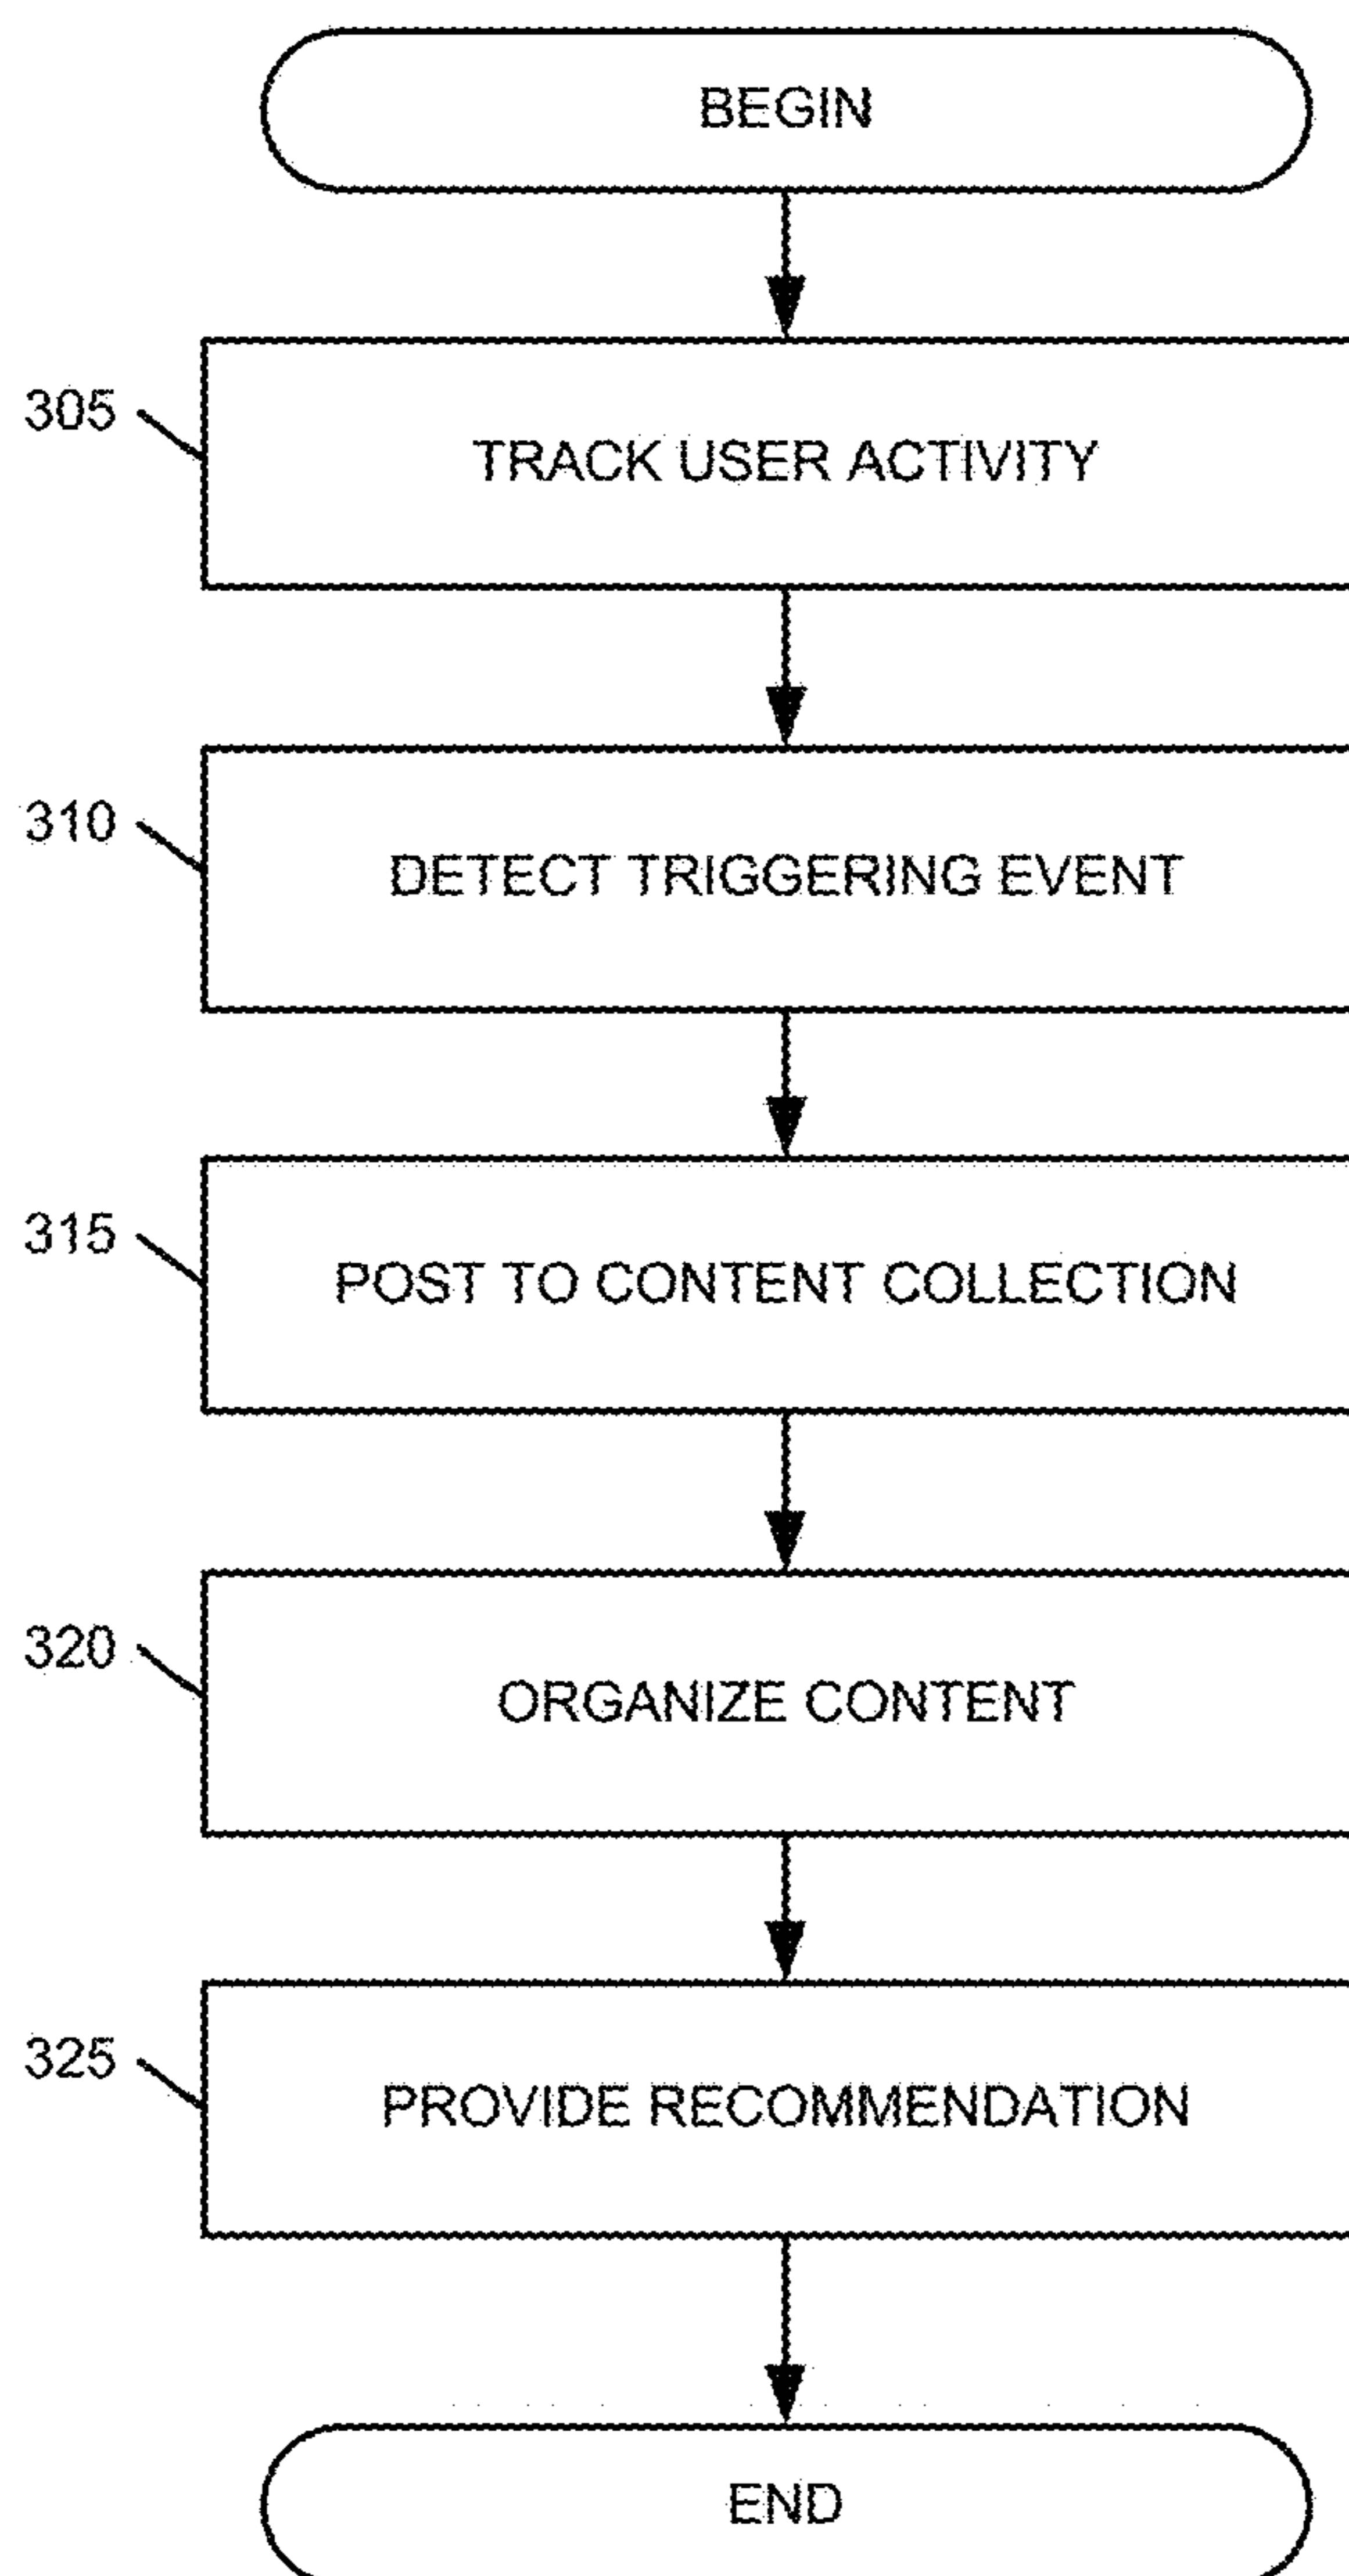 BEGIN
305
TRACK USER ACTIVITY
310
DETECT TRIGGERING EVENT
315
POST TO CONTENT COLLECTION
320
ORGANIZE CONTENT
325
PROVIDE RECOMMENDATION
END